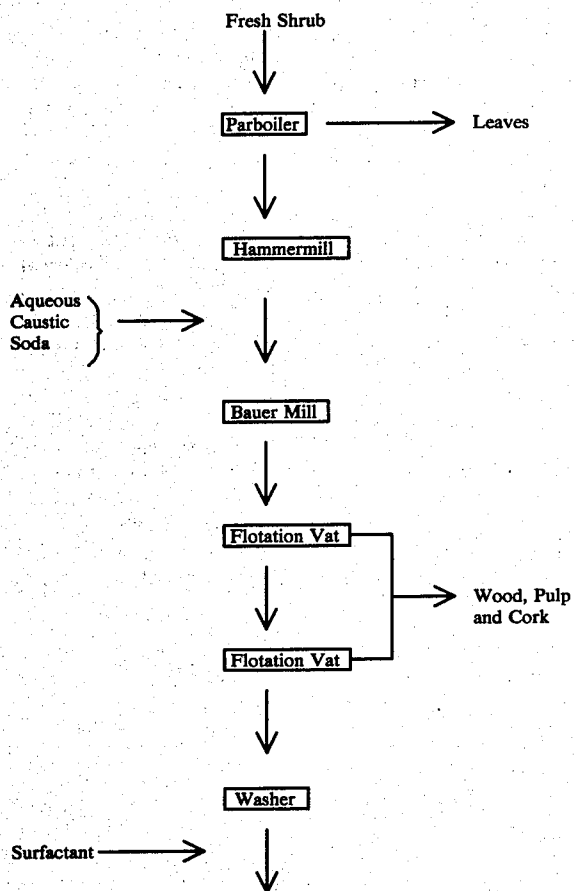 Fresh Shrub
Parboiler
Leaves
Hammermill
Aqueous
Caustic
Soda
Bauer Mill
Flotation Vat
Wood, Pulp
and Cork
Flotation Vat
Washer
Surfactant